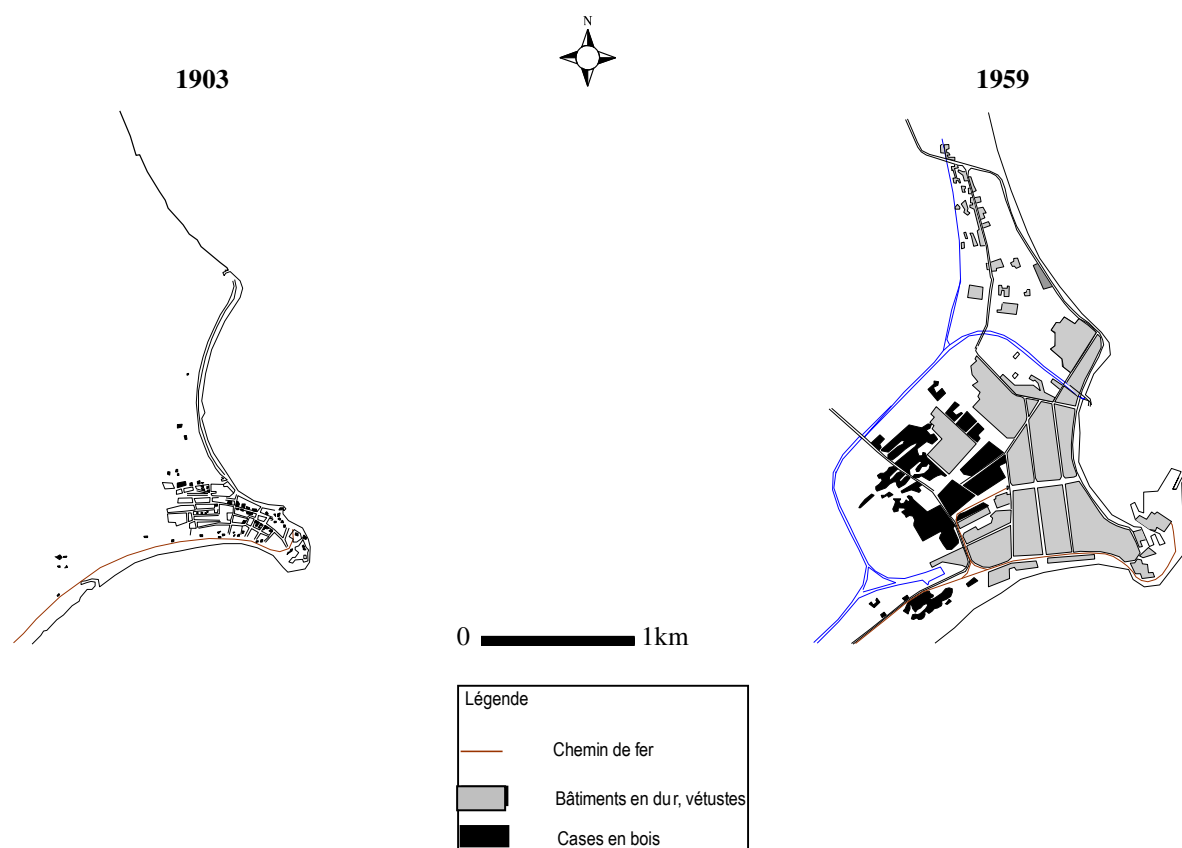 N
1903
1959
0 1km
Légende
Chemin de fer
Bâtiments en dur, vétustes
Cases en bois